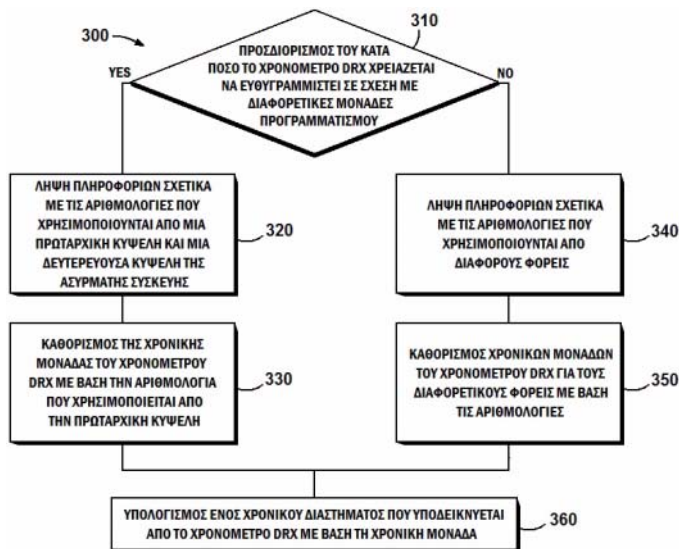 300
310
ΠΡΟΣΔΙΟΡΙΣΜΟΣ ΤΟΥ ΚΑΤΑ
ΠΟΣΟ ΤΟ ΧΡΟΝΟΜΕΤΡΟ DRX ΧΡΕΙΑΖΕΤΑΙ
ΝΑ ΕΥΘΥΓΡΑΜΜΙΣΤΕΙ ΣΕ ΣΧΕΣΗ ΜΕ
ΔΙΑΦΟΡΕΤΙΚΕΣ ΜΟΝΑΔΕΣ
ΠΡΟΓΡΑΜΜΑΤΙΣΜΟΥ
YES
NO
ΛΗΨΗ ΠΛΗΡΟΦΟΡΙΩΝ ΣΧΕΤΙΚΑ
ΜΕ ΤΙΣ ΑΡΙΘΜΟΛΟΓΙΕΣ ΠΟΥ
ΧΡΗΣΙΜΟΠΟΙΟΥΝΤΑΙ ΑΠΟ ΜΙΑ
ΠΡΩΤΑΡΧΙΚΗ ΚΥΨΕΛΗ ΚΑΙ ΜΙΑ
ΔΕΥΤΕΡΕΥΟΥΣΑ ΚΥΨΕΛΗ ΤΗΣ
ΑΣΥΡΜΑΤΗΣ ΣΥΣΚΕΥΗΣ
320
ΛΗΨΗ ΠΛΗΡΟΦΟΡΙΩΝ ΣΧΕΤΙΚΑ
ΜΕ ΤΙΣ ΑΡΙΘΜΟΛΟΓΙΕΣ ΠΟΥ
ΧΡΗΣΙΜΟΠΟΙΟΥΝΤΑΙ ΑΠΟ
ΔΙΑΦΟΡΟΥΣ ΦΟΡΕΙΣ
340
ΚΑΘΟΡΙΣΜΟΣ ΤΗΣ ΧΡΟΝΙΚΗΣ
ΜΟΝΑΔΑΣ ΤΟΥ ΧΡΟΝΟΜΕΤΡΟΥ
DRX ΜΕ ΒΑΣΗ ΤΗΝ ΑΡΙΘΜΟΛΟΓΙΑ
ΠΟΥ ΧΡΗΣΙΜΟΠΟΙΕΙΤΑΙ ΑΠΟ
ΤΗΝ ΠΡΩΤΑΡΧΙΚΗ ΚΥΨΕΛΗ
330
ΚΑΘΟΡΙΣΜΟΣ ΧΡΟΝΙΚΩΝ ΜΟΝΑΔΩΝ
ΤΟΥ ΧΡΟΝΟΜΕΤΡΟΥ DRX ΓΙΑ ΤΟΥΣ
ΔΙΑΦΟΡΕΤΙΚΟΥΣ ΦΟΡΕΙΣ ΜΕ ΒΑΣΗ
ΤΙΣ ΑΡΙΘΜΟΛΟΓΙΕΣ
350
ΥΠΟΛΟΓΙΣΜΟΣ ΕΝΟΣ ΧΡΟΝΙΚΟΥ ΔΙΑΣΤΗΜΑΤΟΣ ΠΟΥ ΥΠΟΔΕΙΚΝΥΕΤΑΙ
ΑΠΟ ΤΟ ΧΡΟΝΟΜΕΤΡΟ DRX ΜΕ ΒΑΣΗ ΤΗ ΧΡΟΝΙΚΗ ΜΟΝΑΔΑ
360